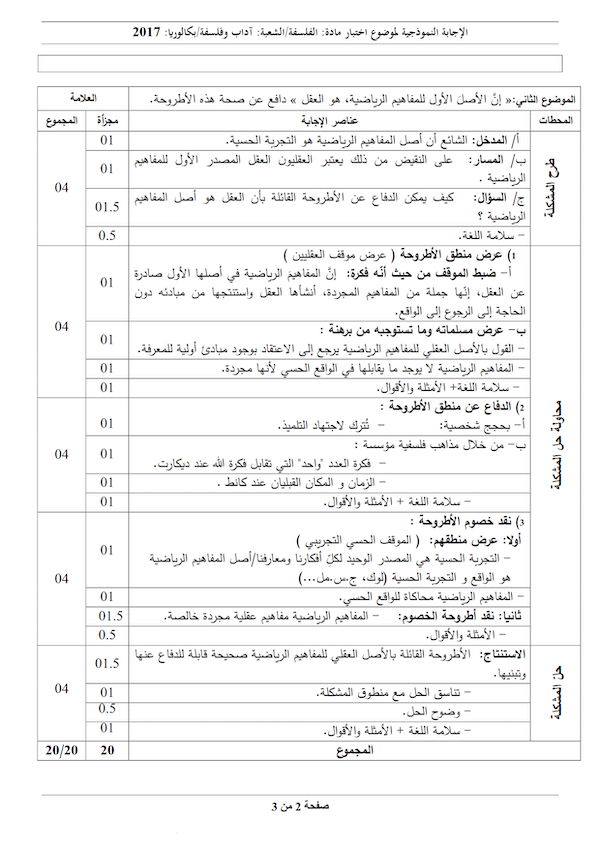 الإجابة النموذجية لموضوع اختبار مادة: الفلسفة/الشعبة: آداب وفلسفة/بكالوريا: 2017
الموضوع الثاني:« إنَّ الأصلَ الأول للمفاهيم الرياضية، هو العقل » دافع عن صحة هذه الأطروحة. العلامة
المحطات عناصر الإجابة مجزأة المجموع
طرح المشكلة
أ/ المدخل: الشائع أن أصل المفاهيم الرياضية هو التجربة الحسية. 01
ب/ المسار: على النقيض من ذلك يعتبر العقليون العقل المصدر الأول للمفاهيم
الرياضية . 01
04
ج/ السؤال: كيف يمكن الدفاع عن الأطروحة القائلة بأن العقل هو أصل المفاهيم
الرياضية ؟ 01.5
– سلامة اللغة. 0.5
محاولة حل المشكلة
1) عرض منطق الأطروحة ( عرض موقف العقليين )
أ– ضبط الموقف من حيث أنّه فكرة: إنَّ المفاهيمَ الرياضية في أصلها الأول صادرة
عن العقل، إنّها جملة من المفاهيم المجردة، أنشأها العقل واستنتجها من مبادئه دون
الحاجة إلى الرجوع إلى الواقع. 01
ب– عرض مسلماته وما تستوجبه من برهنة :
– القول بالأصل العقلي للمفاهيم الرياضية يرجع إلى الاعتقاد بوجود مبادئ أولية للمعرفة. 01
04
– المفاهيم الرياضية لا يوجد ما يقابلها في الواقع الحسي لأنها مجردة. 01
– سلامة اللغة+ الأمثلة والأقوال. 01
2) الدفاع عن منطق الأطروحة :
أ– بحجج شخصية: – تُترك لاجتهاد التلميذ. 01
ب– من خلال مذاهب فلسفية مؤسسة :
– فكرة العدد "واحد" التي تقابل فكرة الله عند ديكارت. 01
04
– الزمان و المكان القبليان عند كانط . 01
– سلامة اللغة + الأمثلة والأقوال. 01
3) نقد خصوم الأطروحة :
أولا: عرض منطقهم: ( الموقف الحسي التجريبي )
– التجربة الحسية هي المصدر الوحيد لكلّ أفكارنا ومعارفنا/أصل المفاهيم الرياضية
هو الواقع و التجربة الحسية (لوك، ج.س.مل...) 01
04
– المفاهيم الرياضية محاكاة للواقع الحسي. 01
ثانيا: نقد أطروحة الخصوم: – المفاهيم الرياضية مفاهيم عقلية مجردة خالصة. 01.5
– الأمثلة والأقوال. 0.5
حل المشكلة
الاستنتاج: الأطروحة القائلة بالأصل العقلي للمفاهيم الرياضية صحيحة قابلة للدفاع عنها
وتبنيها. 01.5
04
– تناسق الحل مع منطوق المشكلة. 01
– وضوح الحل. 0.5
– سلامة اللغة + الأمثلة والأقوال. 01
المجموع 20 20/20
صفحة 2 من 3